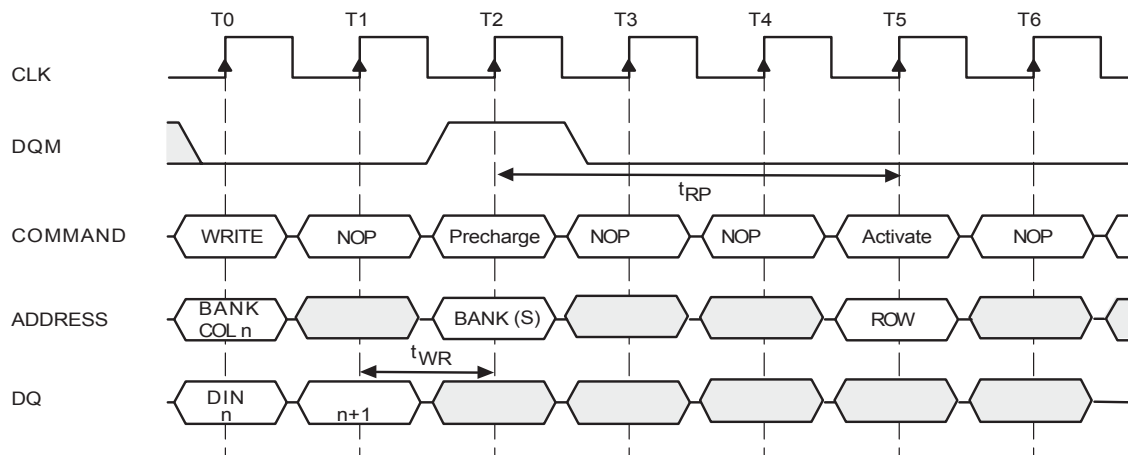 T0 T1 T2 T3 T4 T5 T6
CLK
DQM
tRP
COMMAND WRITE NOP Precharge NOP NOP Activate NOP
ADDRESS BANK COL n BANK (S) ROW
tWR
DQ DIN n n+1